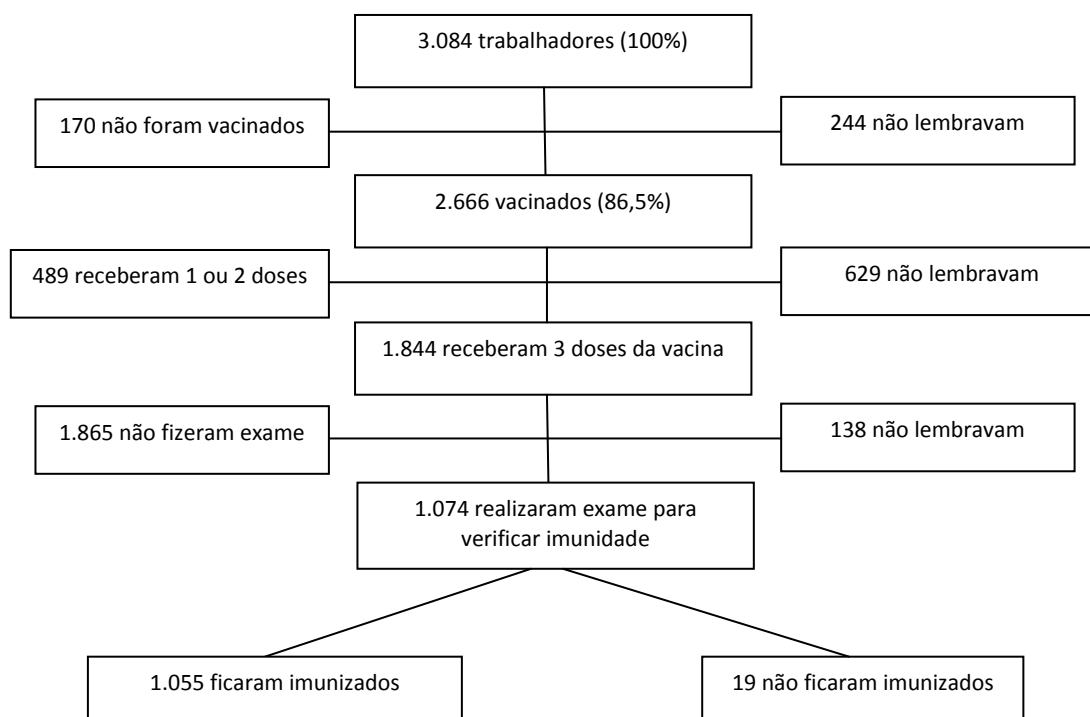 3.084 trabalhadores (100%)
170 não foram vacinados
244 não lembravam
2.666 vacinados (86,5%)
489 receberam 1 ou 2 doses
629 não lembravam
1.844 receberam 3 doses da vacina
1.865 não fizeram exame
138 não lembravam
1.074 realizaram exame para
verificar imunidade
1.055 ficaram imunizados
19 não ficaram imunizados